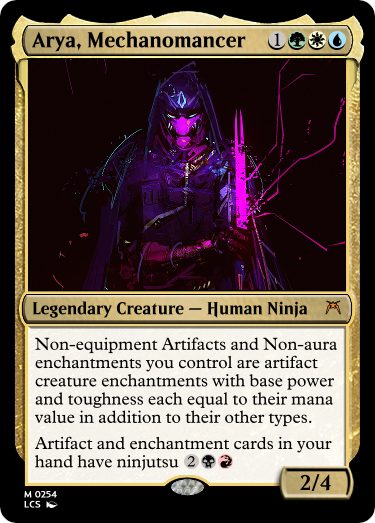 Arya, Mechanomancer 1
Legendary Creature — Human Ninja
Non-equipment Artifacts and Non-aura
enchantments you control are artifact
creature enchantments with base power
and toughness each equal to their mana
value in addition to their other types.
Artifact and enchantment cards in your
hand have ninjutsu 2
2/4
M 0254
LCS